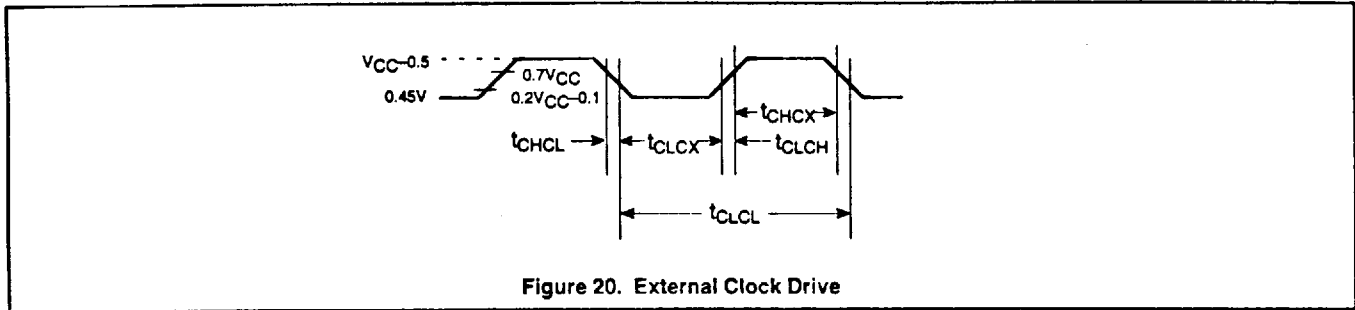 VCC–0.5
0.7VCC
0.45V
0.2VCC–0.1
tCHCX
tCHCL
tCLCX
tCLCH
tCLCL
Figure 20. External Clock Drive